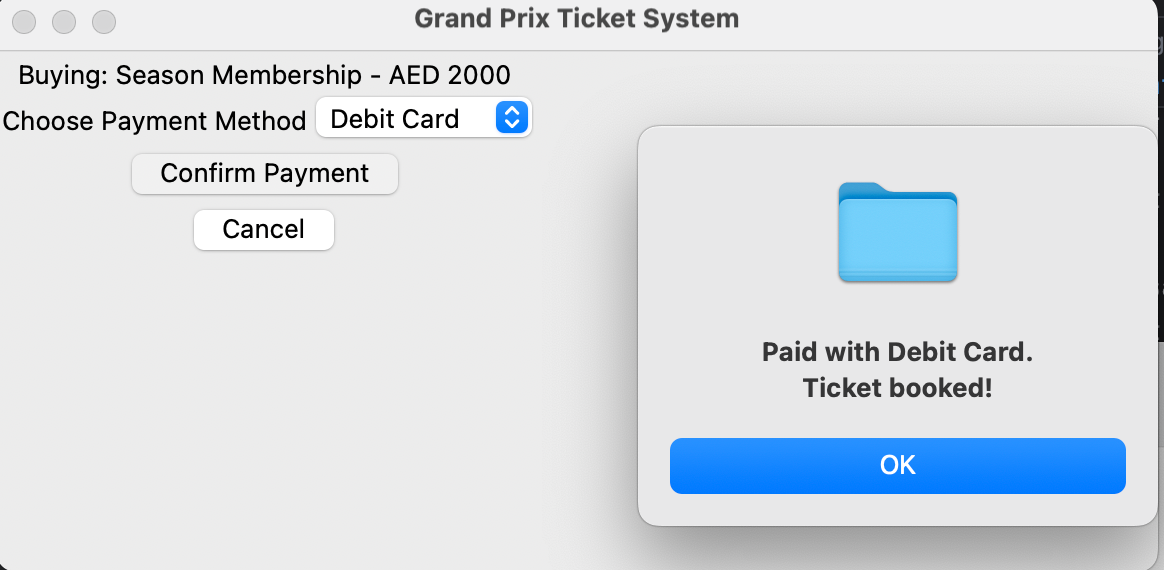 Grand Prix Ticket System
Buying: Season Membership - AED 2000
Choose Payment Method Debit Card
Confirm Payment
Cancel
Paid with Debit Card.
Ticket booked!
OK